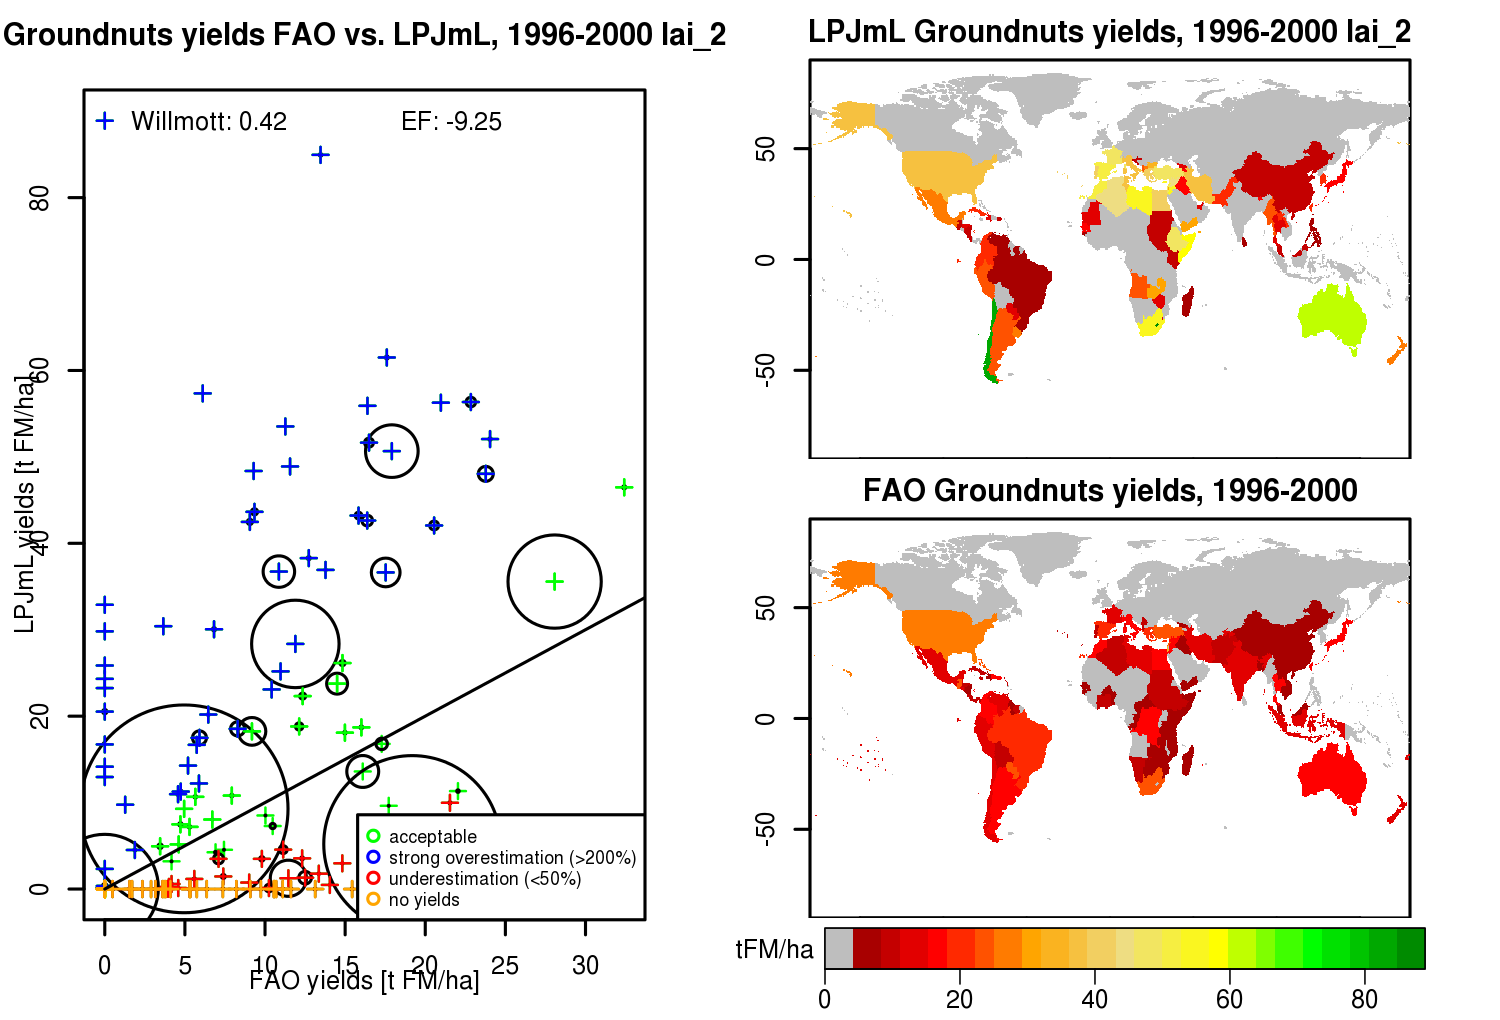 Groundnuts yields FAO vs. LPJmL, 1996-2000 lai_2
Willmott: 0.42 EF: -9.25
LPJmL yields [t FM/ha]
80
60
40
20
0
acceptable
strong overestimation (>200%)
underestimation (<50%)
no yields
0 5 10 15 20 25 30
FAO yields [t FM/ha]
LPJmL Groundnuts yields, 1996-2000 lai_2
50
0
-50
FAO Groundnuts yields, 1996-2000
50
0
-50
tFM/ha
0 20 40 60 80